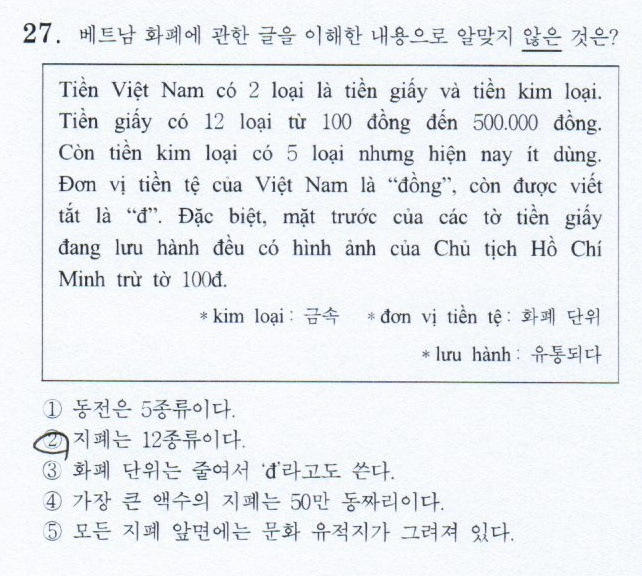 27. 베트남 화폐에 관한 글을 이해한 내용으로 알맞지 않은 것은?
Tiền Việt Nam có 2 loại là tiền giấy và tiền kim loại.
Tiền giấy có 12 loại từ 100 đồng đến 500.000 đồng.
Còn tiền kim loại có 5 loại nhưng hiện nay ít dùng.
Đơn vị tiền tệ của Việt Nam là “đồng”, còn được viết
tắt là “đ”. Đặc biệt, mặt trước của các tờ tiền giấy
đang lưu hành đều có hình ảnh của Chủ tịch Hồ Chí
Minh trừ tờ 100đ.
* kim loại : 금속 * đơn vị tiền tệ : 화폐 단위
* lưu hành : 유통되다
① 동전은 5종류이다.
② 지폐는 12종류이다.
③ 화폐 단위는 줄여서 ‘đ’라고도 쓴다.
④ 가장 큰 액수의 지폐는 50만 동짜리이다.
⑤ 모든 지폐 앞면에는 문화 유적지가 그려져 있다.